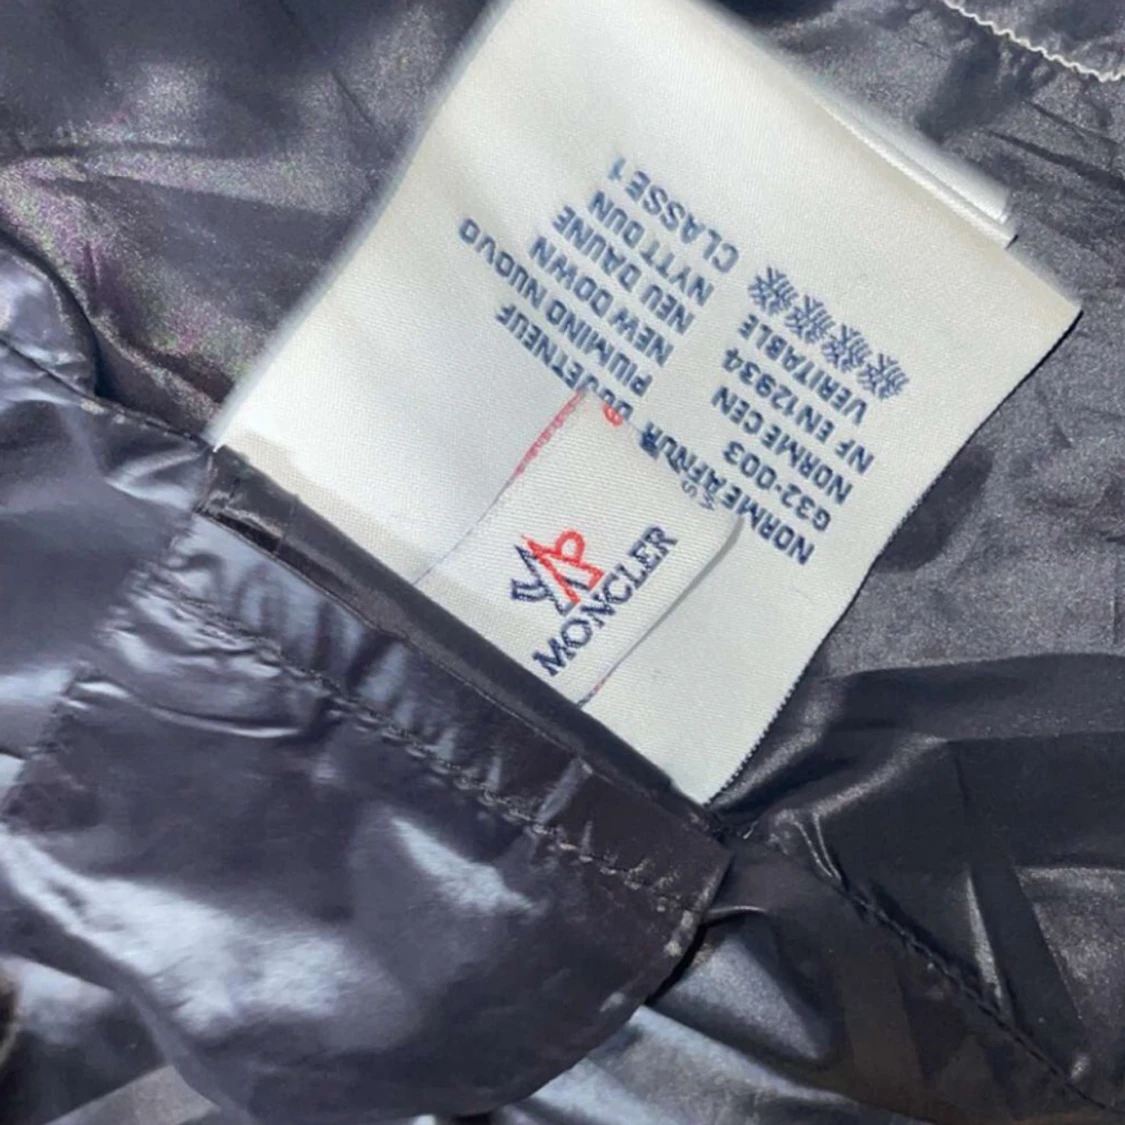 NORME AFNOR
G32-003
NORME CEN
NF EN12934
VERITABLE
DUVETNEUF
PIUMINO NUOVO
NEW DOWN
NEU DAUNE
NYTT DUN
CLASSE 1
MONCLER